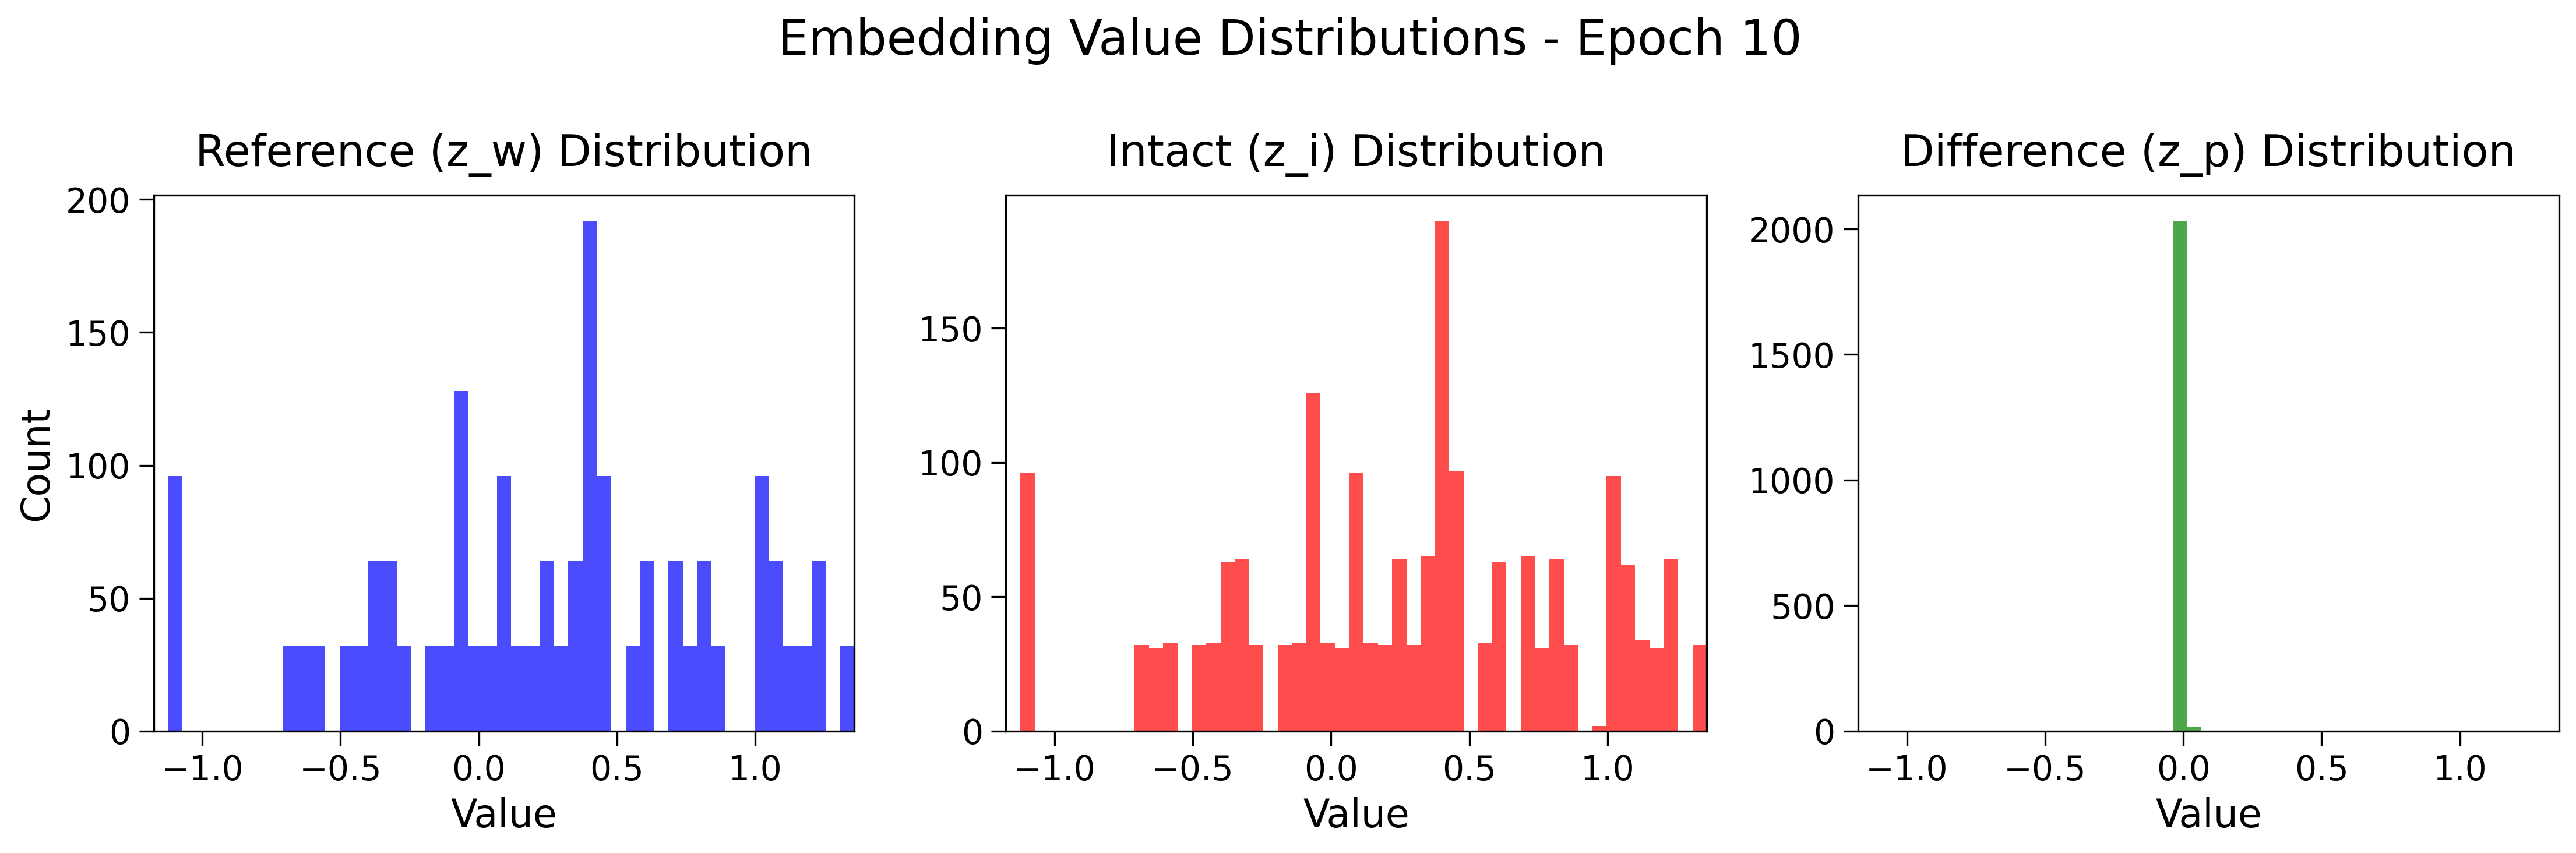 Embedding Value Distributions - Epoch 10
Reference (z_w) Distribution
Count
200
150
100
50
0
−1.0 −0.5 0.0 0.5 1.0
Value
Intact (z_i) Distribution
150
100
50
0
−1.0 −0.5 0.0 0.5 1.0
Value
Difference (z_p) Distribution
2000
1500
1000
500
0
−1.0 −0.5 0.0 0.5 1.0
Value